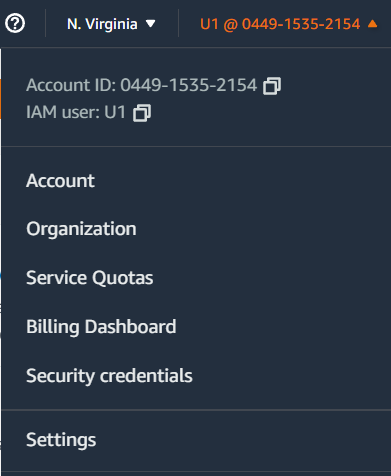 N. Virginia ▼ U1 @ 0449-1535-2154 ▲
Account ID: 0449-1535-2154
IAM user: U1
Account
Organization
Service Quotas
Billing Dashboard
Security credentials
Settings